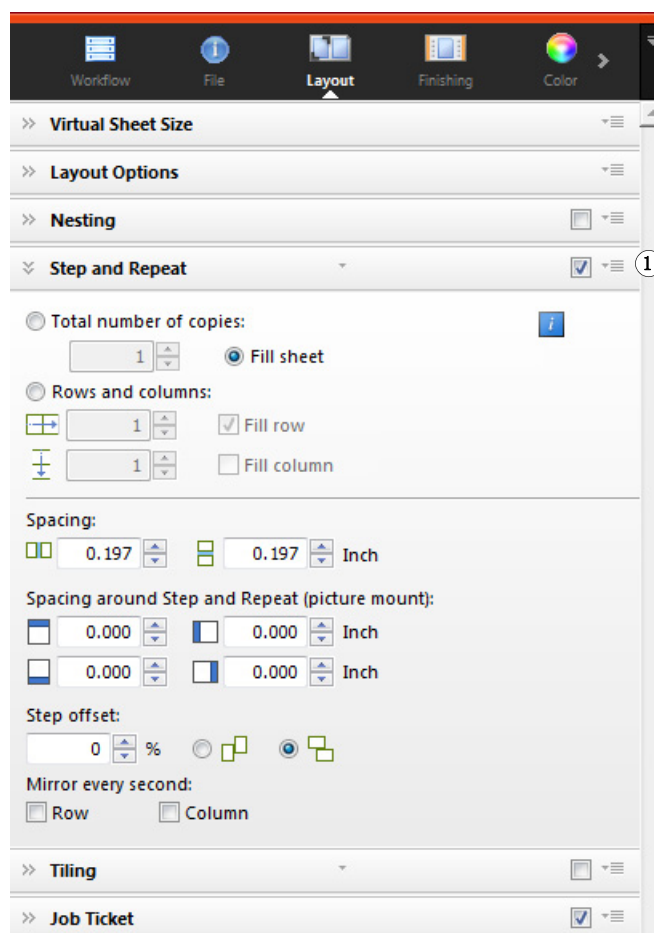 Workflow File Layout Finishing Color
Virtual Sheet Size
Layout Options
Nesting
Step and Repeat ①
Total number of copies: i
1 Fill sheet
Rows and columns:
1 Fill row
1 Fill column
Spacing:
0.197 0.197 Inch
Spacing around Step and Repeat (picture mount):
0.000 0.000 Inch
0.000 0.000 Inch
Step offset:
0 %
Mirror every second:
Row Column
Tiling
Job Ticket